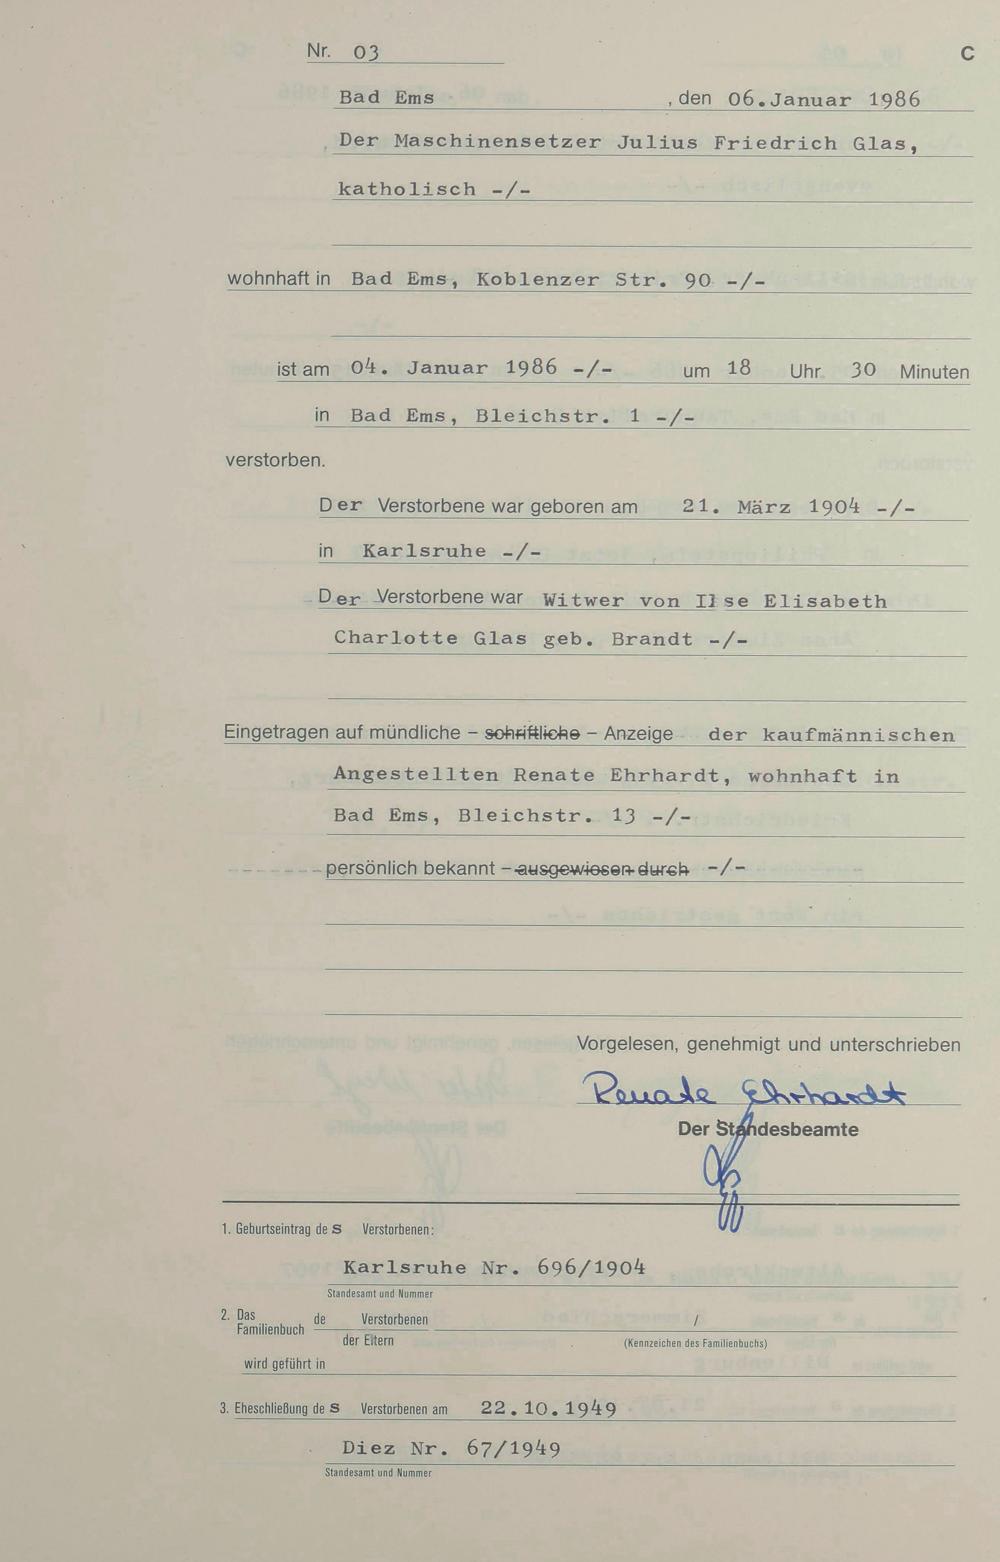 Nr. 03 C
Bad Ems , den 06.Januar 1986
Der Maschinensetzer Julius Friedrich Glas,
katholisch -/-
wohnhaft in Bad Ems, Koblenzer Str. 90 -/-
ist am 04. Januar 1986 -/- um 18 Uhr 30 Minuten
in Bad Ems, Bleichstr. 1 -/-
verstorben.
Der Verstorbene war geboren am 21. März 1904 -/-
in Karlsruhe -/-
Der Verstorbene war Witwer von Ilse Elisabeth
Charlotte Glas geb. Brandt -/-
Eingetragen auf mündliche – schriftliche – Anzeige der kaufmännischen
Angestellten Renate Ehrhardt, wohnhaft in
Bad Ems, Bleichstr. 13 -/-
-------persönlich bekannt – ausgewiesen durch -/-
Vorgelesen, genehmigt und unterschrieben
Renate Ehrhardt
Der Standesbeamte
1. Geburtseintrag des Verstorbenen:
Karlsruhe Nr. 696/1904
Standesamt und Nummer
2. Das Familienbuch de Verstorbenen /
der Eltern (Kennzeichen des Familienbuchs)
wird geführt in
3. Eheschließung des Verstorbenen am 22.10.1949
Diez Nr. 67/1949
Standesamt und Nummer